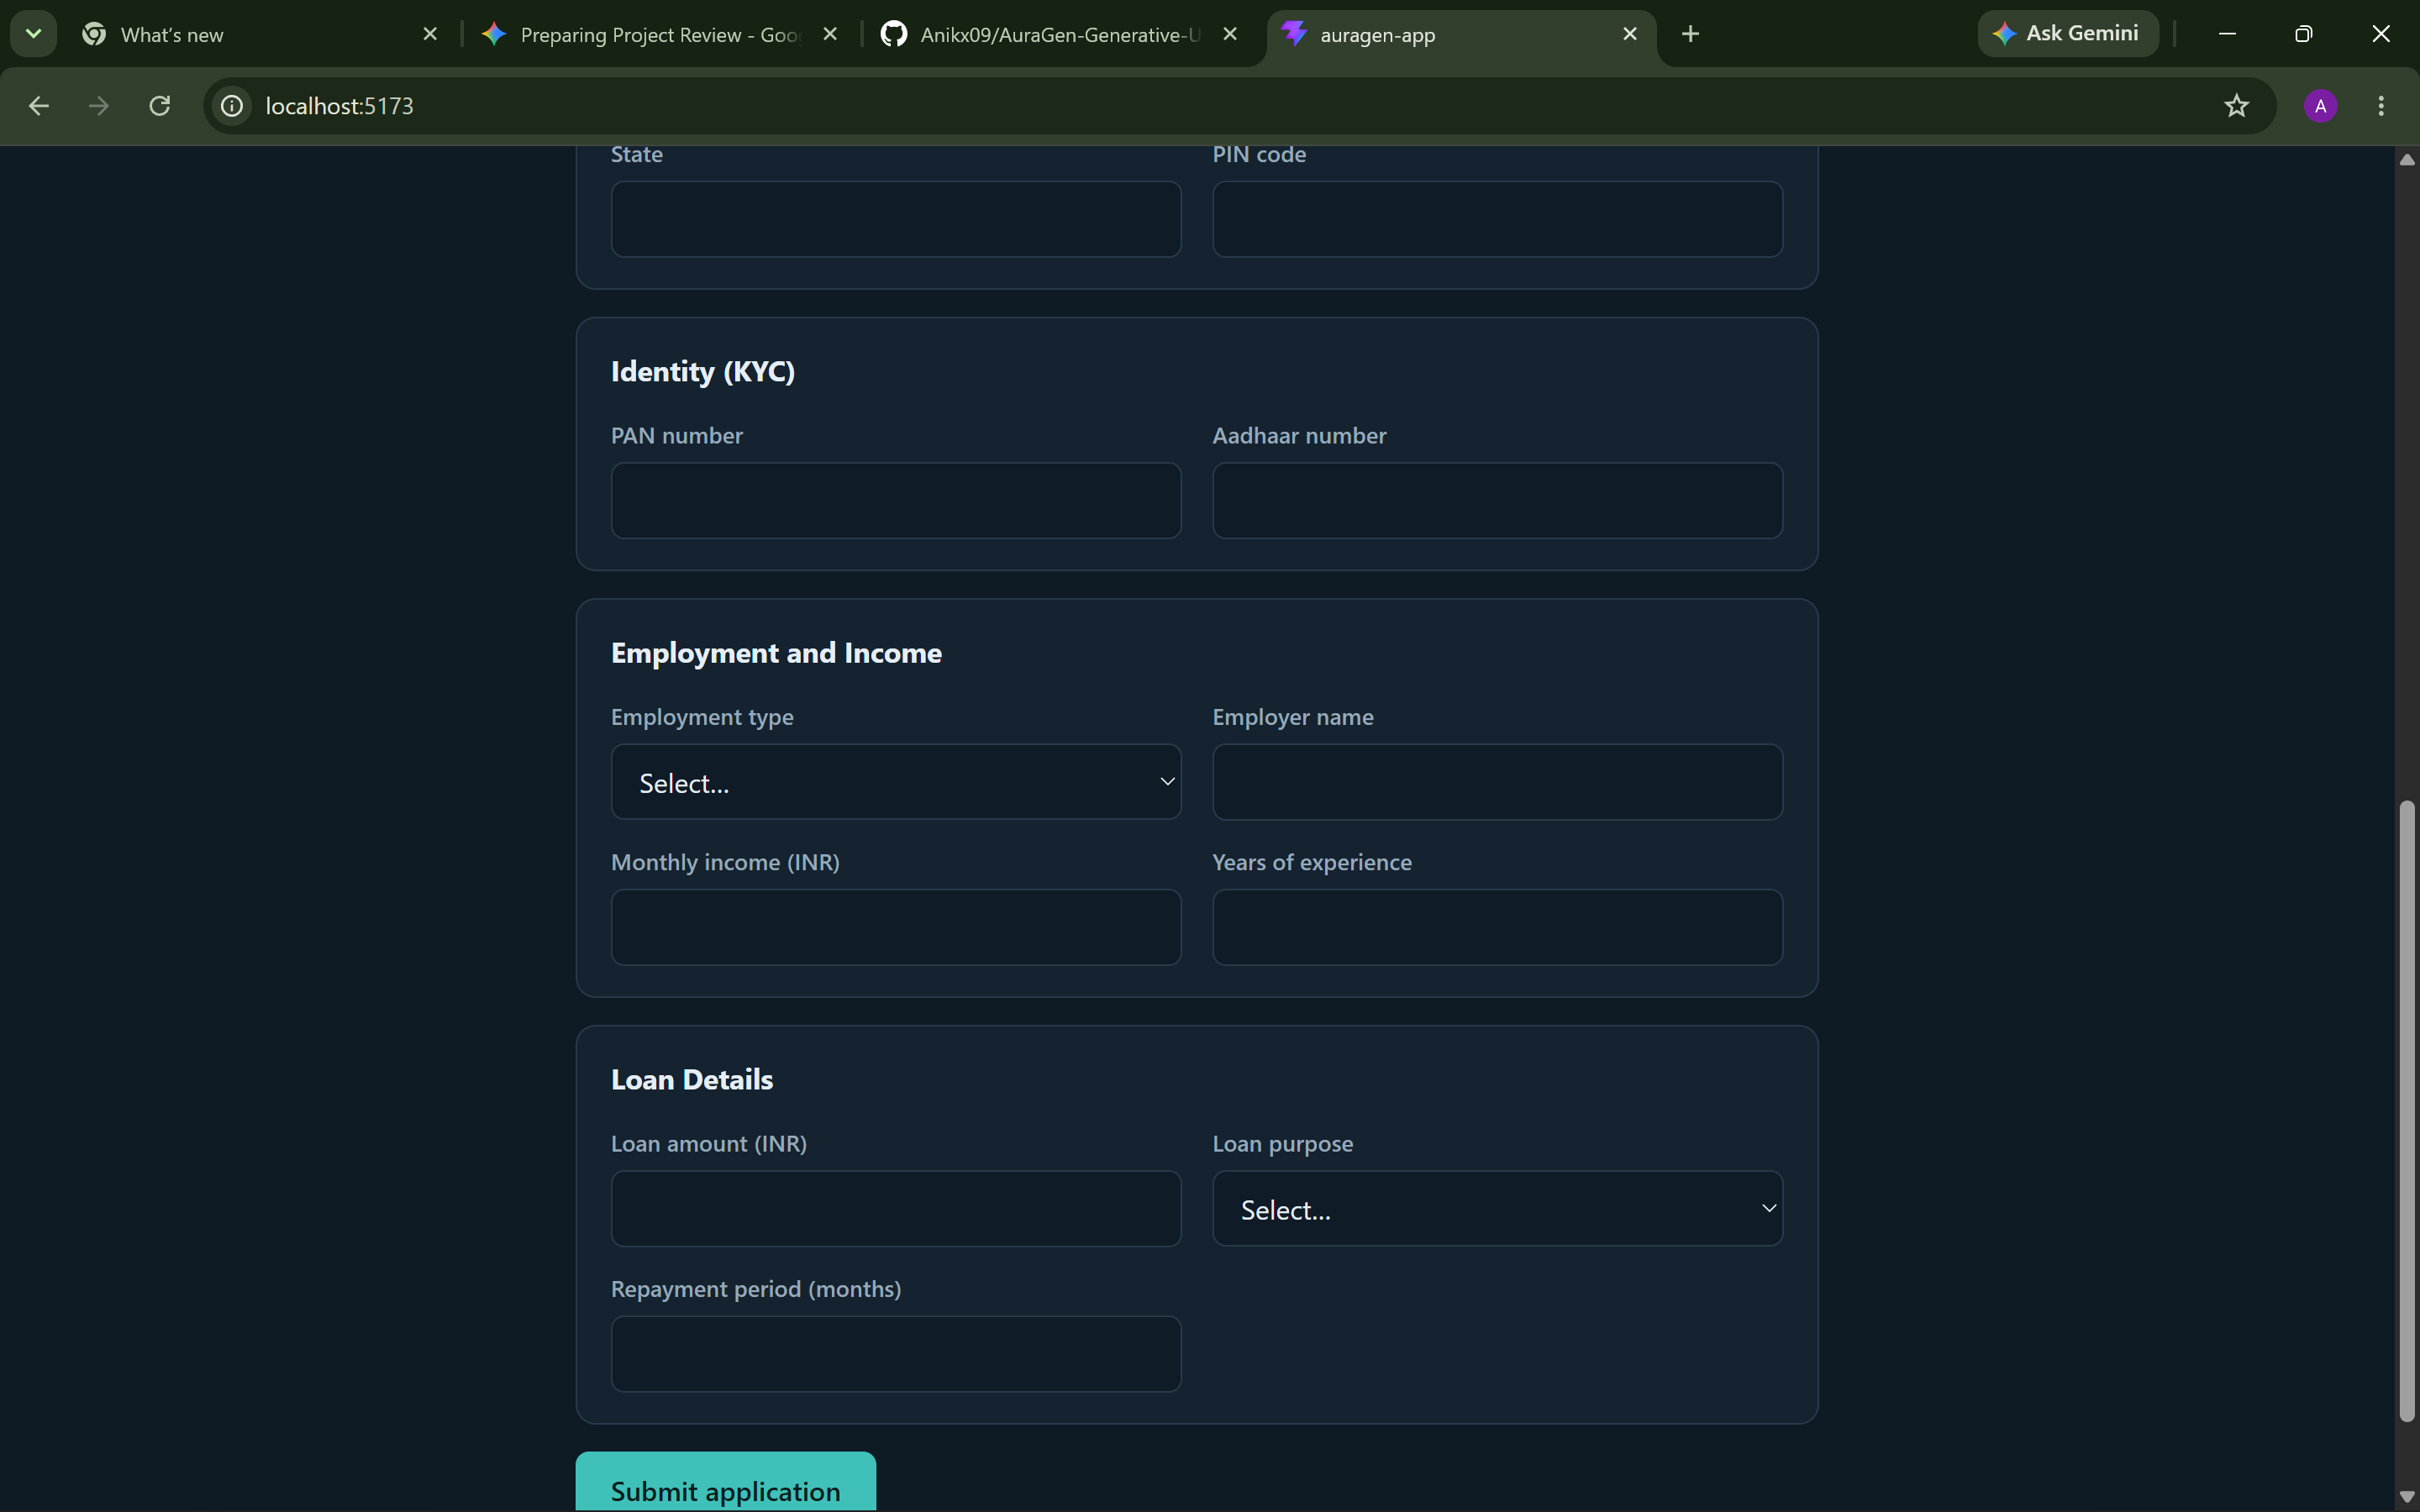 What's new
Preparing Project Review - Goo
Anikx09/AuraGen-Generative-U
auragen-app
Ask Gemini
localhost:5173
A
State
PIN code
Identity (KYC)
PAN number
Aadhaar number
Employment and Income
Employment type
Employer name
Select...
Monthly income (INR)
Years of experience
Loan Details
Loan amount (INR)
Loan purpose
Select...
Repayment period (months)
Submit application